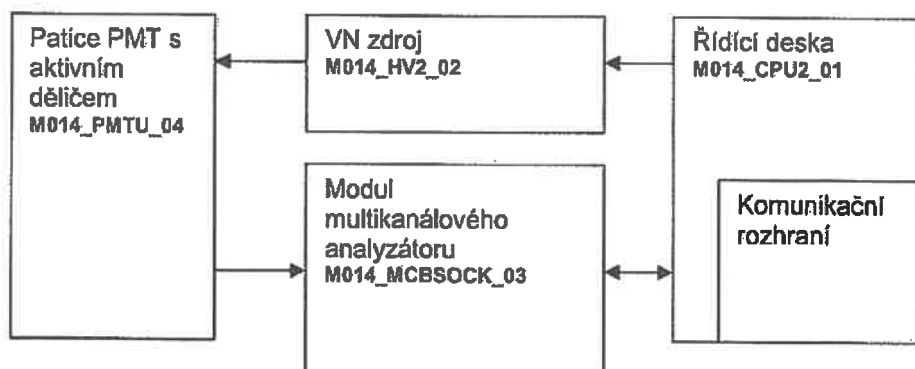 Patice PMT s
aktivním
děličem
M014_PMTU_04
VN zdroj
M014_HV2_02
Řídící deska
M014_CPU2_01
Modul
multikanálového
analyzátoru
M014_MCBSOCK_03
Komunikační
rozhraní